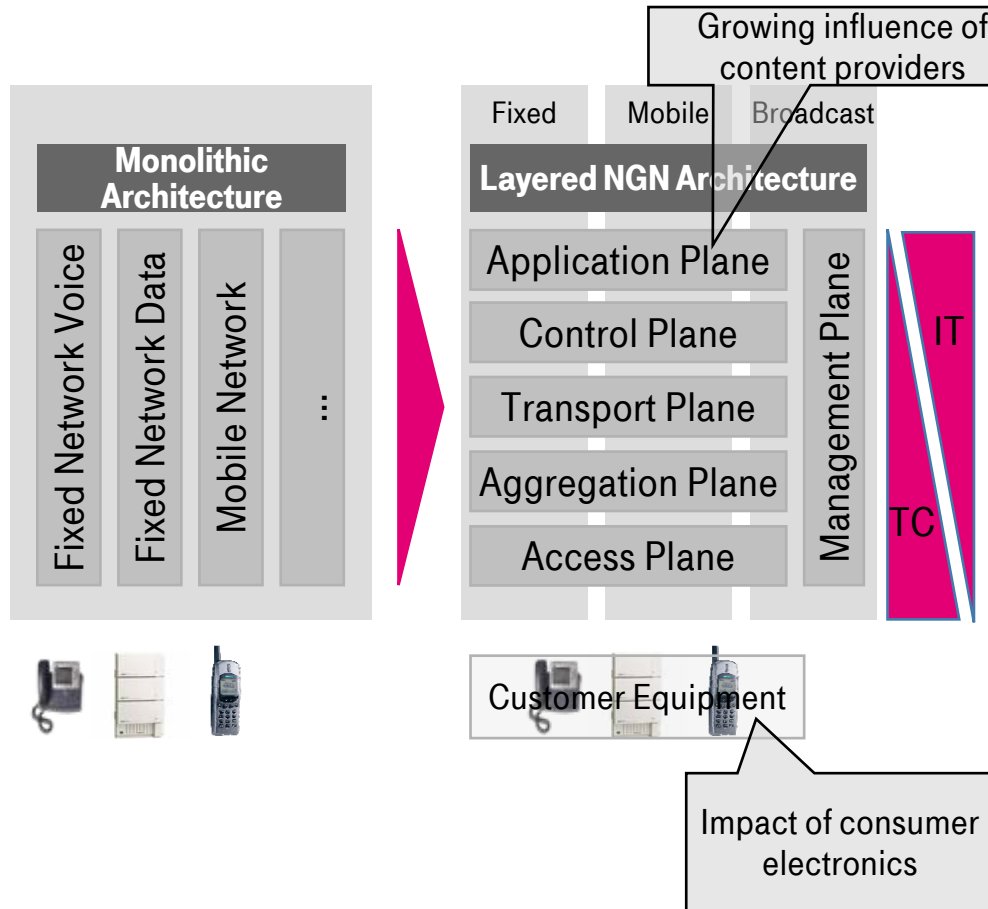 Growing influence of
content providers
Monolithic
Architecture
Fixed Network Voice
Fixed Network Data
Mobile Network
...
Fixed
Mobile
Broadcast
Layered NGN Architecture
Application Plane
Control Plane
Transport Plane
Aggregation Plane
Access Plane
Management Plane
IT
TC
Customer Equipment
Impact of consumer
electronics